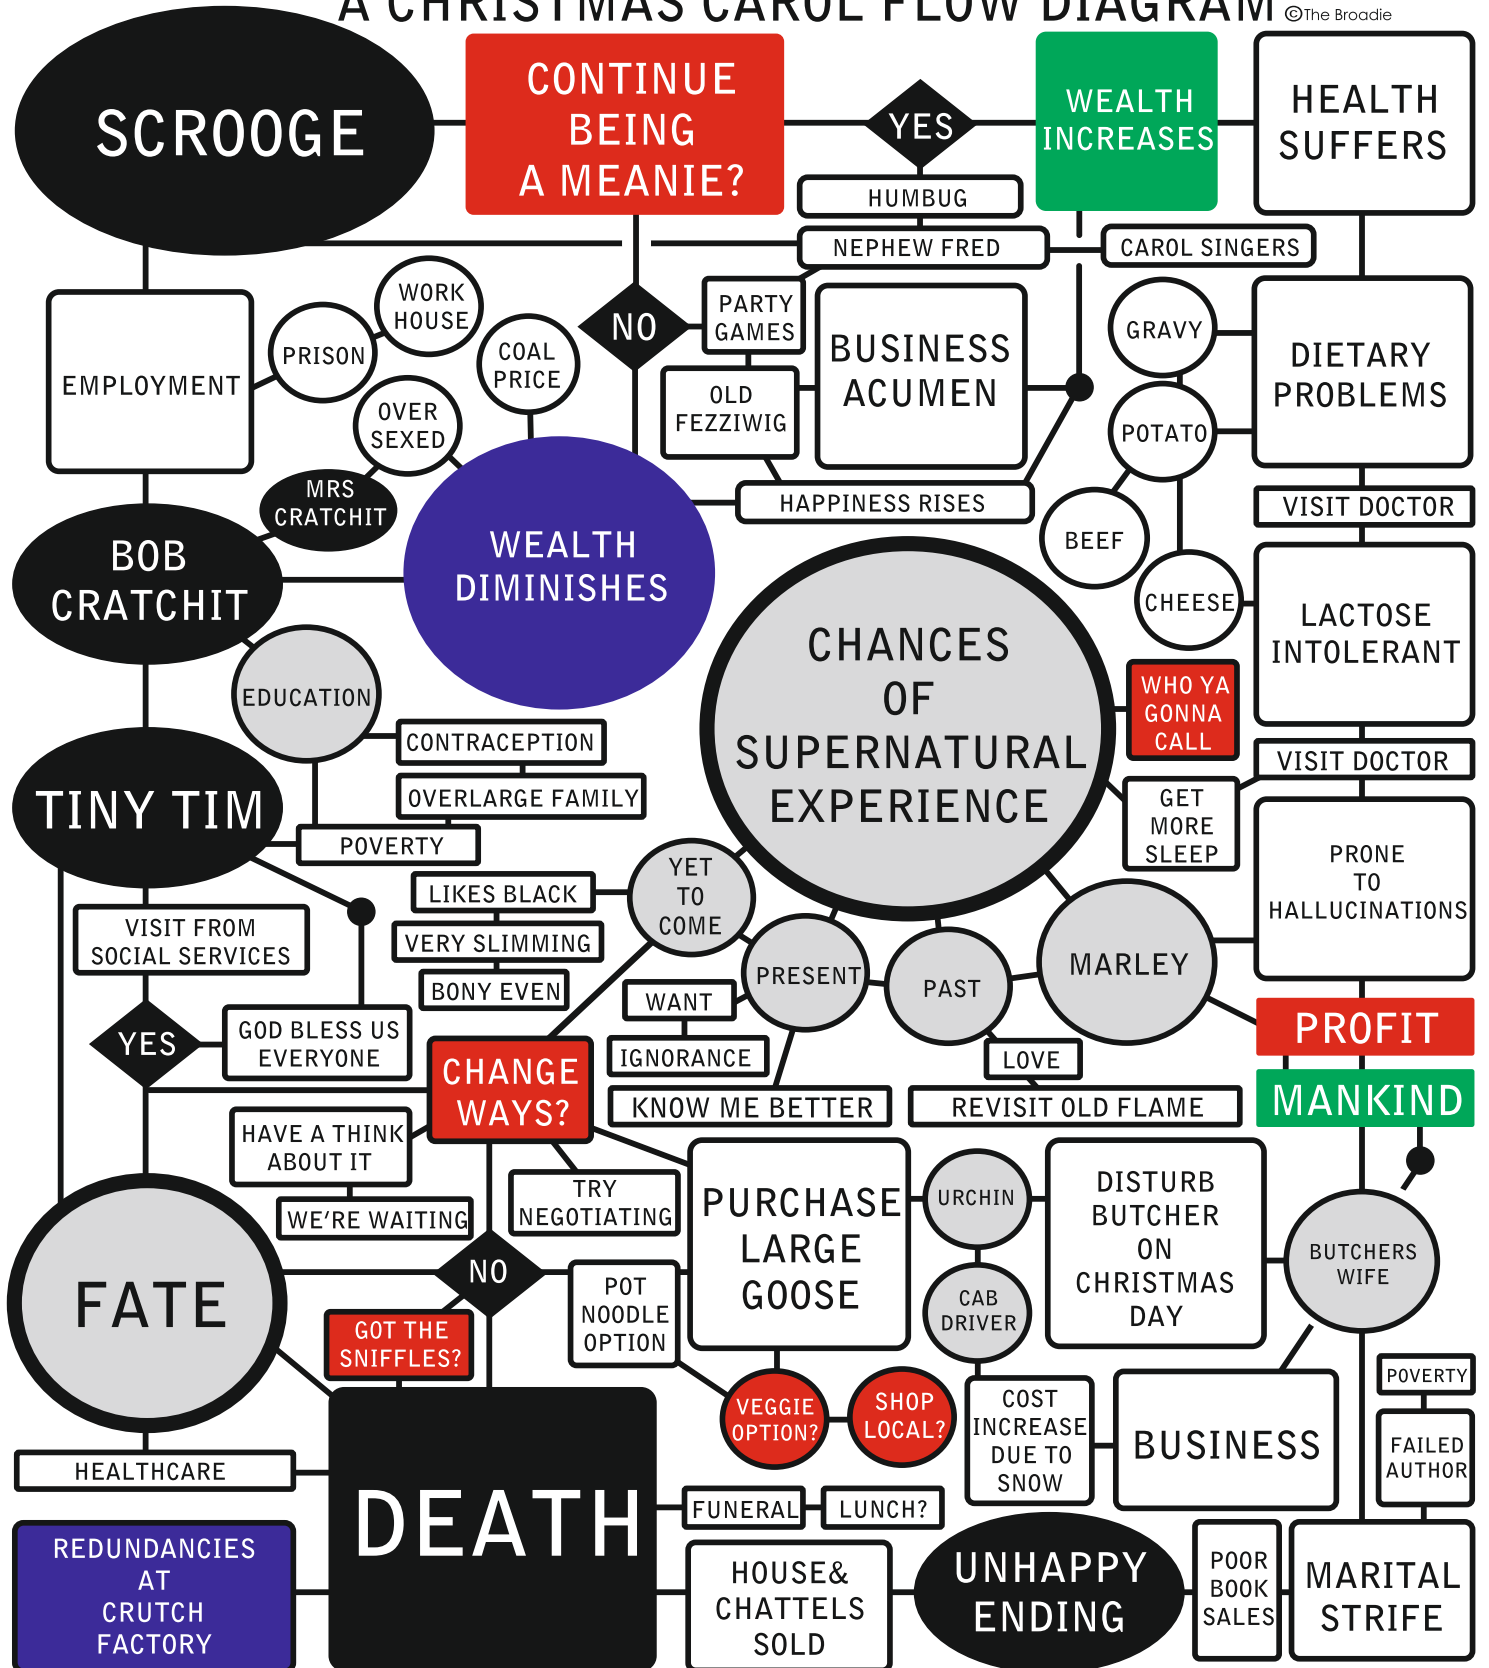 A CHRISTMAS CAROL FLOW DIAGRAM
©The Broadie
SCROOGE
CONTINUE
BEING
A MEANIE?
YES
WEALTH
INCREASES
HEALTH
SUFFERS
HUMBUG
NEPHEW FRED
CAROL SINGERS
EMPLOYMENT
PRISON
WORK
HOUSE
COAL
PRICE
OVER
SEXED
MRS
CRATCHIT
NO
PARTY
GAMES
OLD
FEZZIWIG
BUSINESS
ACUMEN
HAPPINESS RISES
GRAVY
POTATO
BEEF
CHEESE
DIETARY
PROBLEMS
VISIT DOCTOR
LACTOSE
INTOLERANT
BOB
CRATCHIT
WEALTH
DIMINISHES
CHANCES
OF
SUPERNATURAL
EXPERIENCE
WHO YA
GONNA
CALL
VISIT DOCTOR
GET
MORE
SLEEP
PRONE
TO
HALLUCINATIONS
EDUCATION
CONTRACEPTION
OVERLARGE FAMILY
POVERTY
TINY TIM
YET
TO
COME
LIKES BLACK
VERY SLIMMING
BONY EVEN
PRESENT
PAST
MARLEY
WANT
IGNORANCE
KNOW ME BETTER
LOVE
REVISIT OLD FLAME
PROFIT
MANKIND
VISIT FROM
SOCIAL SERVICES
YES
GOD BLESS US
EVERYONE
CHANGE
WAYS?
HAVE A THINK
ABOUT IT
WE'RE WAITING
TRY
NEGOTIATING
PURCHASE
LARGE
GOOSE
URCHIN
CAB
DRIVER
DISTURB
BUTCHER
ON
CHRISTMAS
DAY
BUTCHERS
WIFE
FATE
NO
POT
NOODLE
OPTION
GOT THE
SNIFFLES?
VEGGIE
OPTION?
SHOP
LOCAL?
COST
INCREASE
DUE TO
SNOW
BUSINESS
POVERTY
FAILED
AUTHOR
HEALTHCARE
DEATH
FUNERAL
LUNCH?
REDUNDANCIES
AT
CRUTCH
FACTORY
HOUSE&
CHATTELS
SOLD
UNHAPPY
ENDING
POOR
BOOK
SALES
MARITAL
STRIFE